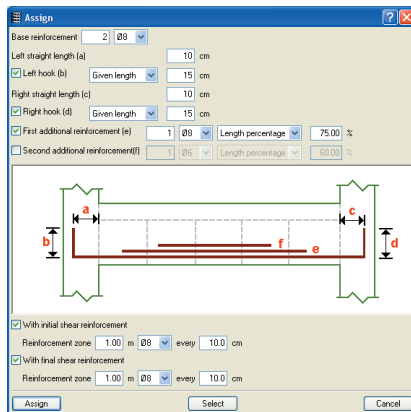 Assign
Base reinforcement 2 Ø8
Left straight length (a) 10 cm
Left hook (b) Given length 15 cm
Right straight length (c) 10 cm
Right hook (d) Given length 15 cm
First additional reinforcement (e) 1 Ø8 Length percentage 75.00 %
Second additional reinforcement(f) 1 Ø6 Length percentage 60.00 %
a c
b d
f
e
With initial shear reinforcement
Reinforcement zone 1.00 m Ø8 every 10.0 cm
With final shear reinforcement
Reinforcement zone 1.00 m Ø8 every 10.0 cm
Assign Select Cancel